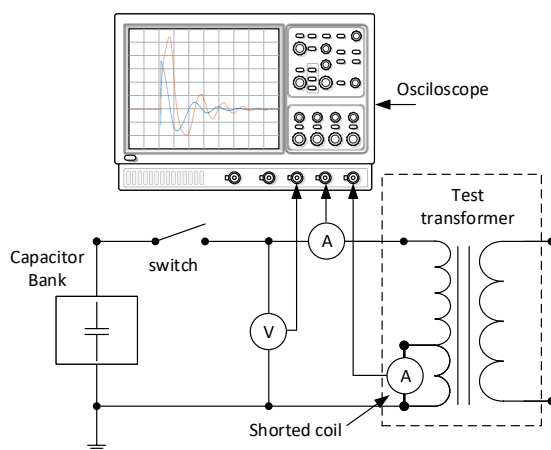 Osciloscope
Test
transformer
A
Capacitor
Bank
switch
V
A
Shorted coil